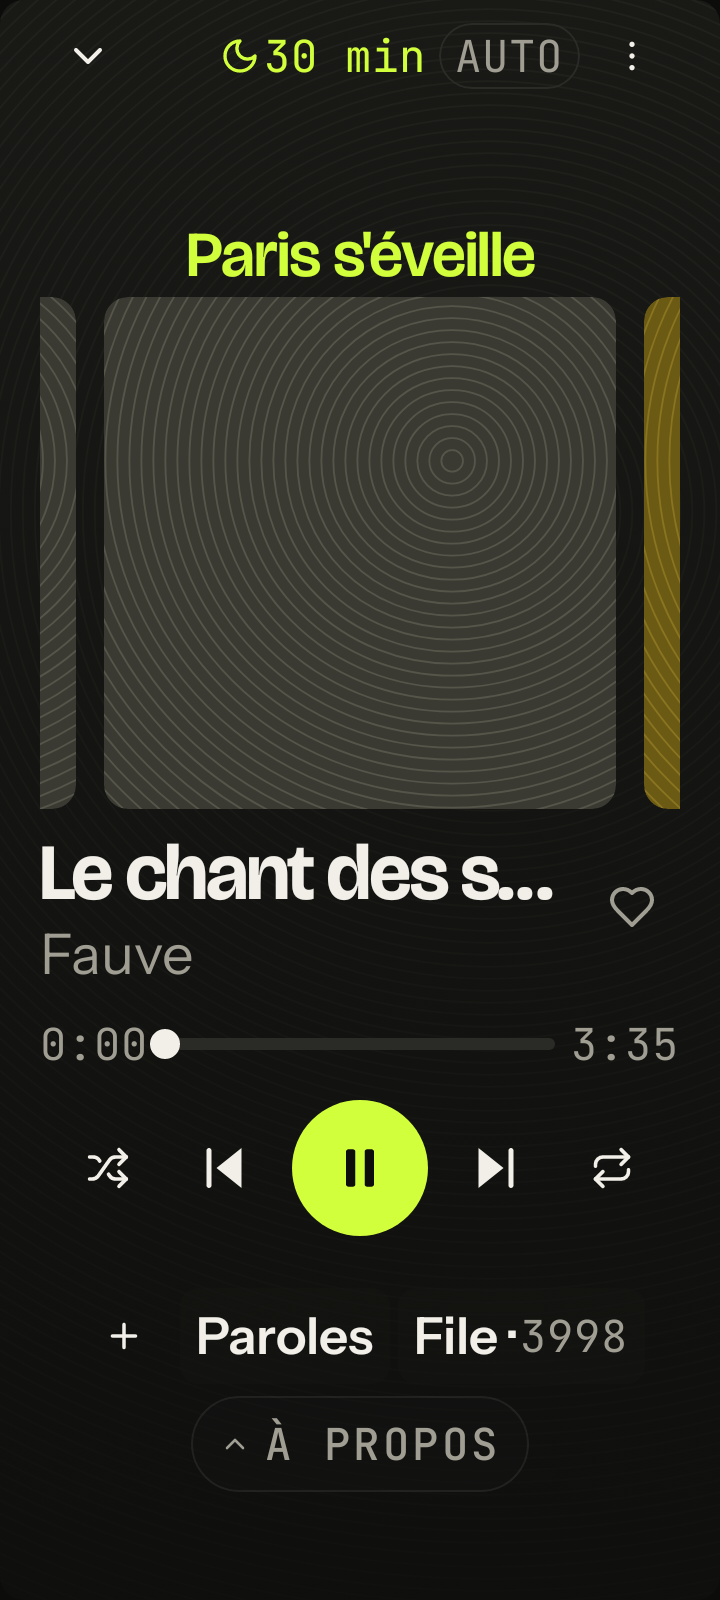 30 min AUTO
Paris s'éveille
Le chant des s...
Fauve
0:00 3:35
Paroles File·3998
À PROPOS